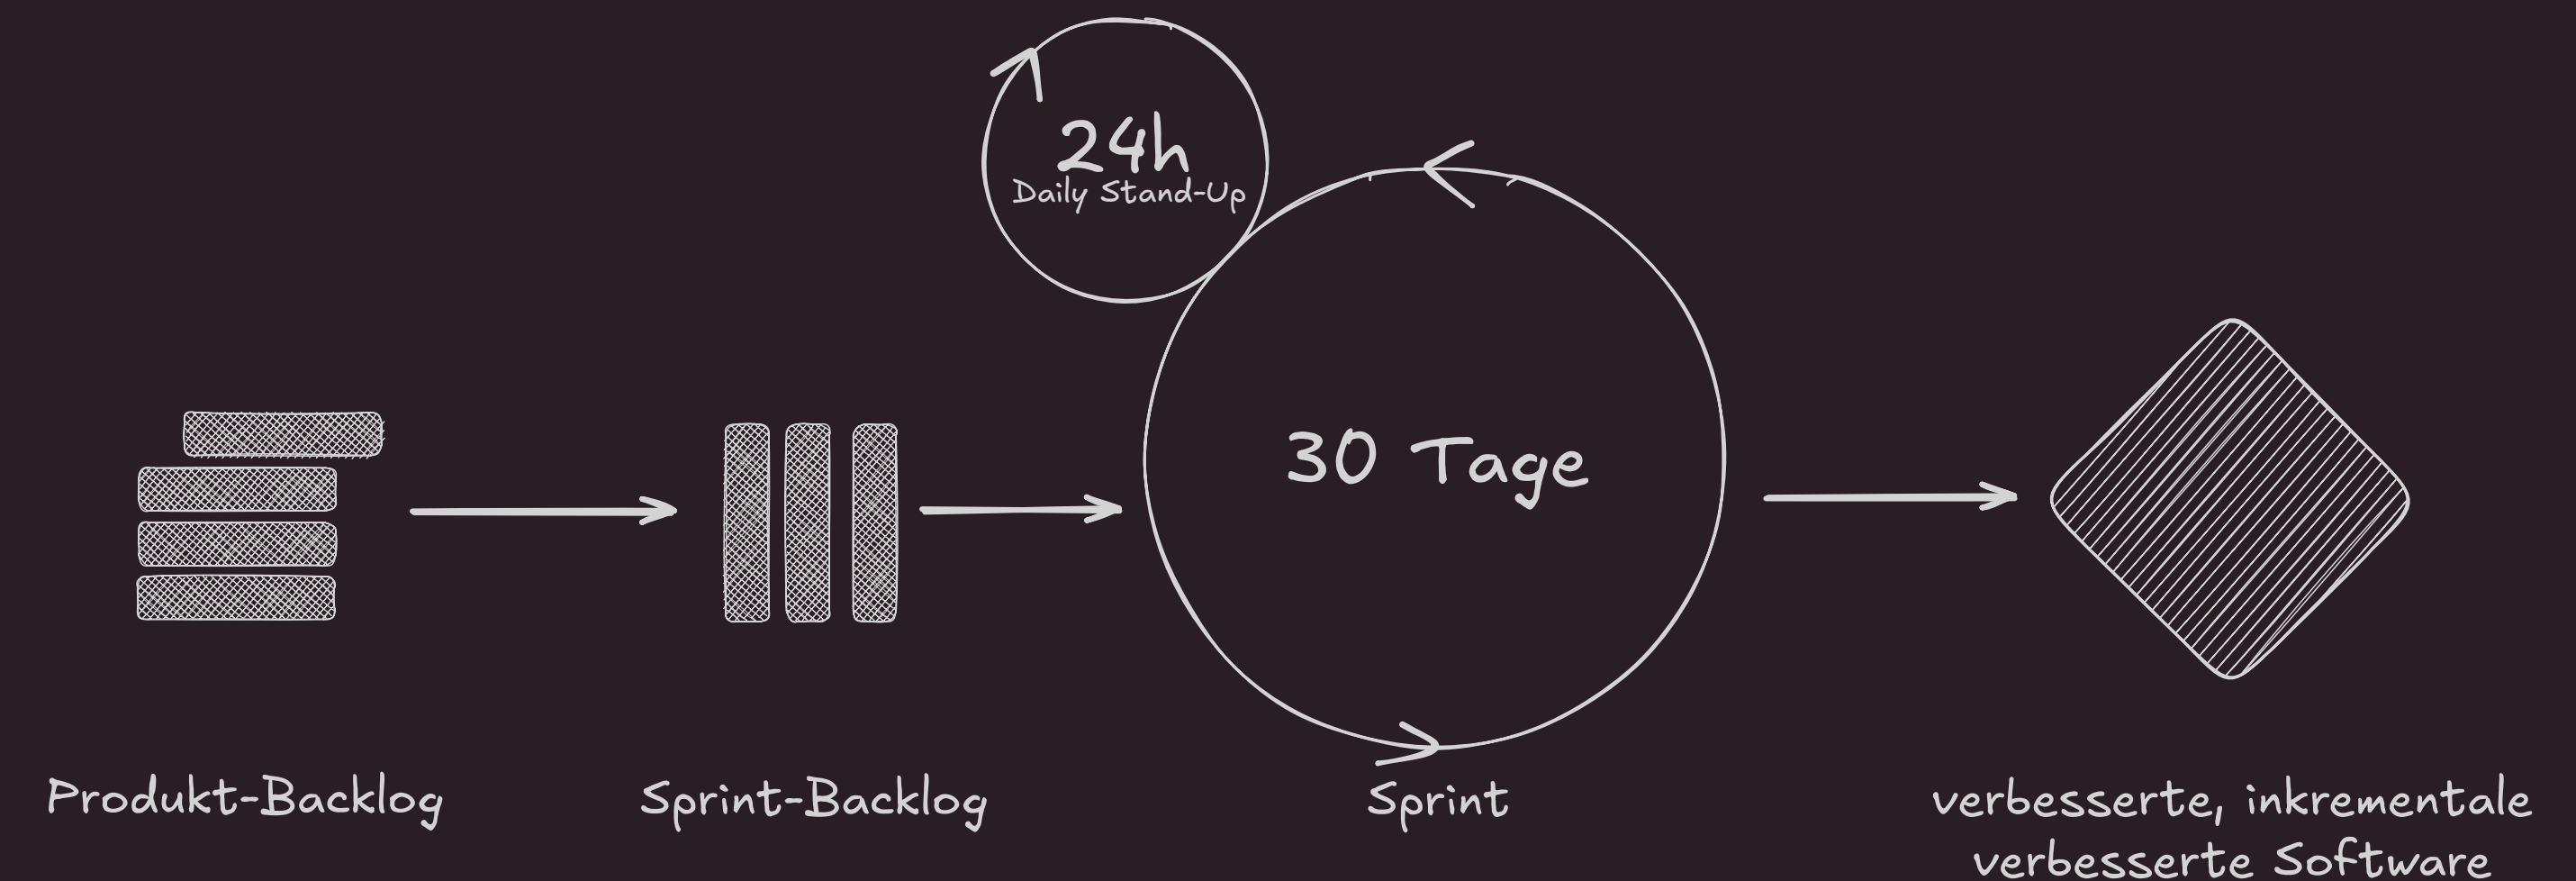 24h
Daily Stand-Up
30 Tage
Produkt-Backlog
Sprint-Backlog
Sprint
verbesserte, inkrementale
verbesserte Software